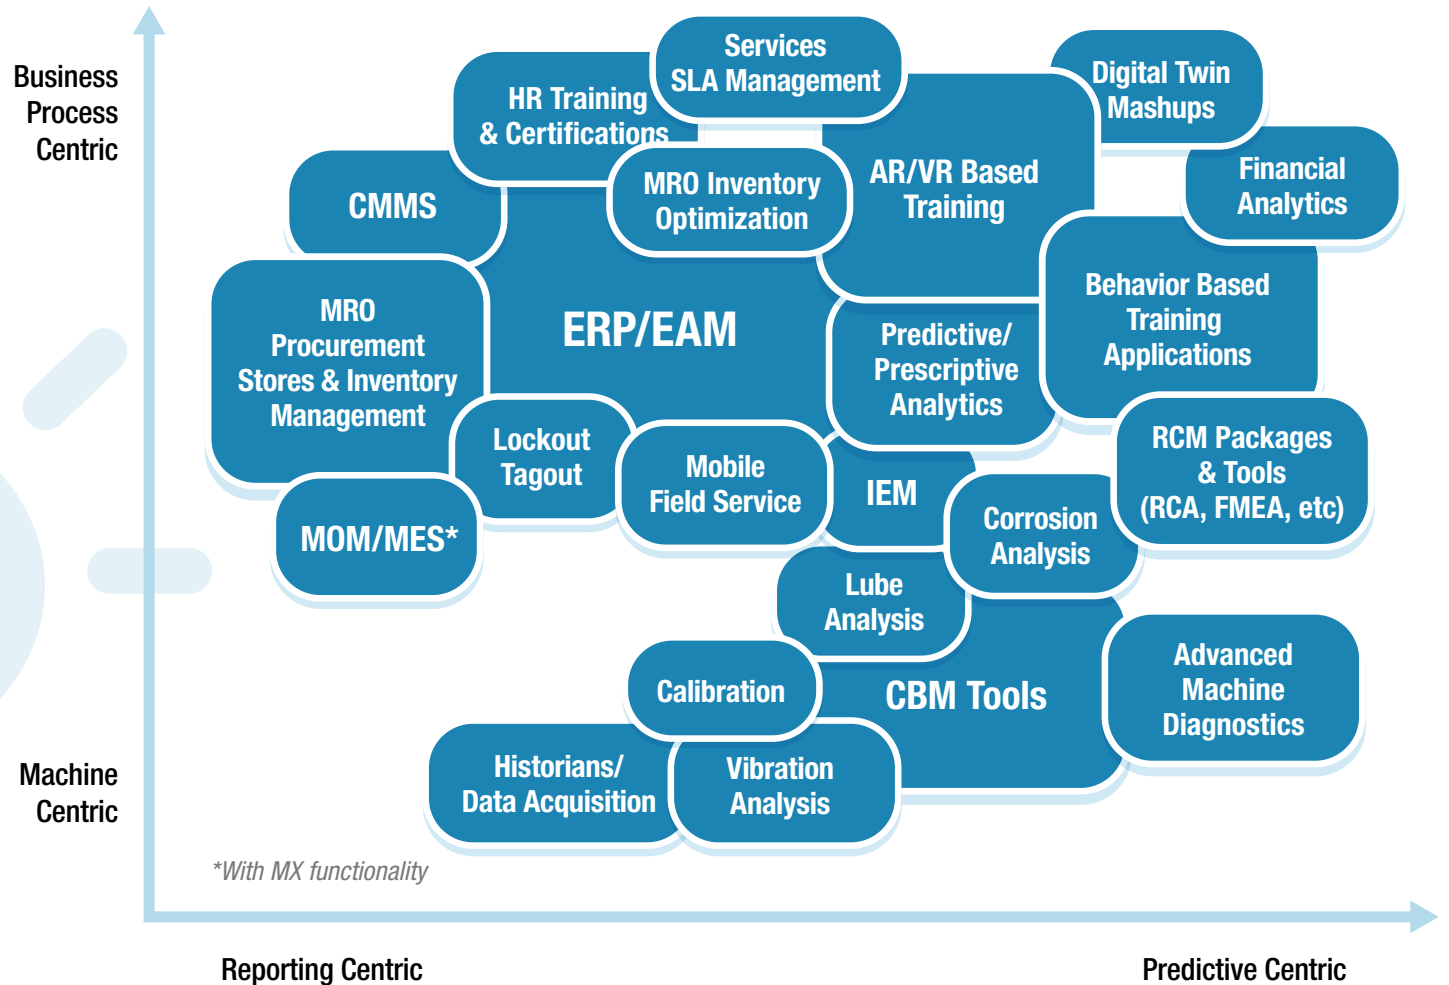 Business
Process
Centric
Services
SLA Management
HR Training
& Certifications
Digital Twin
Mashups
CMMS
MRO Inventory
Optimization
AR/VR Based
Training
Financial
Analytics
MRO
Procurement
Stores & Inventory
Management
ERP/EAM
Predictive/
Prescriptive
Analytics
Behavior Based
Training
Applications
Lockout
Tagout
Mobile
Field Service
IEM
RCM Packages
& Tools
(RCA, FMEA, etc)
MOM/MES*
Corrosion
Analysis
Lube
Analysis
Calibration
CBM Tools
Advanced
Machine
Diagnostics
Machine
Centric
Historians/
Data Acquisition
Vibration
Analysis
*With MX functionality
Reporting Centric
Predictive Centric